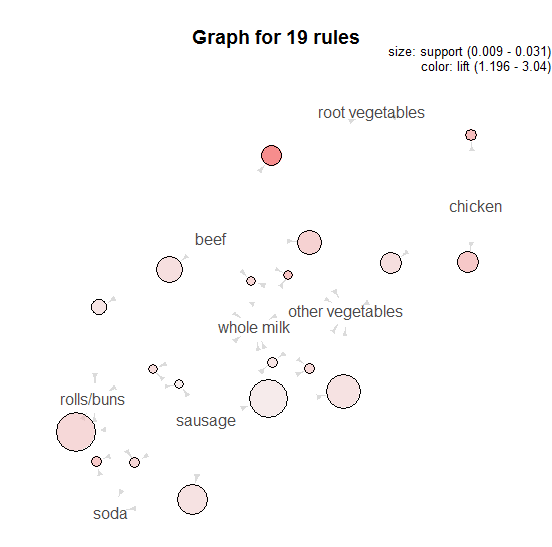 Graph for 19 rules
size: support (0.009 - 0.031)
color: lift (1.196 - 3.04)
root vegetables
chicken
beef
other vegetables
whole milk
rolls/buns
sausage
soda